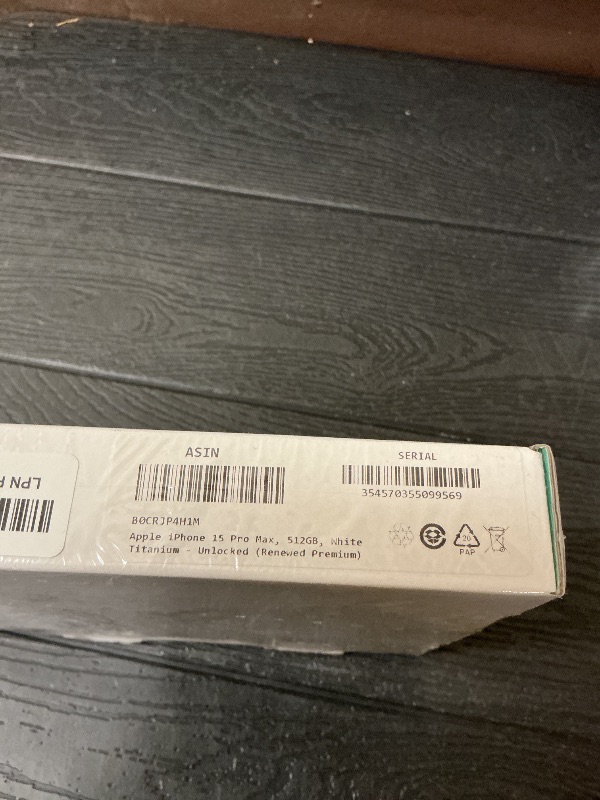 LPN
ASIN
SERIAL
354570355099569
B0CRJP4H1M
Apple iPhone 15 Pro Max, 512GB, White
Titanium - Unlocked (Renewed Premium)
20
PAP